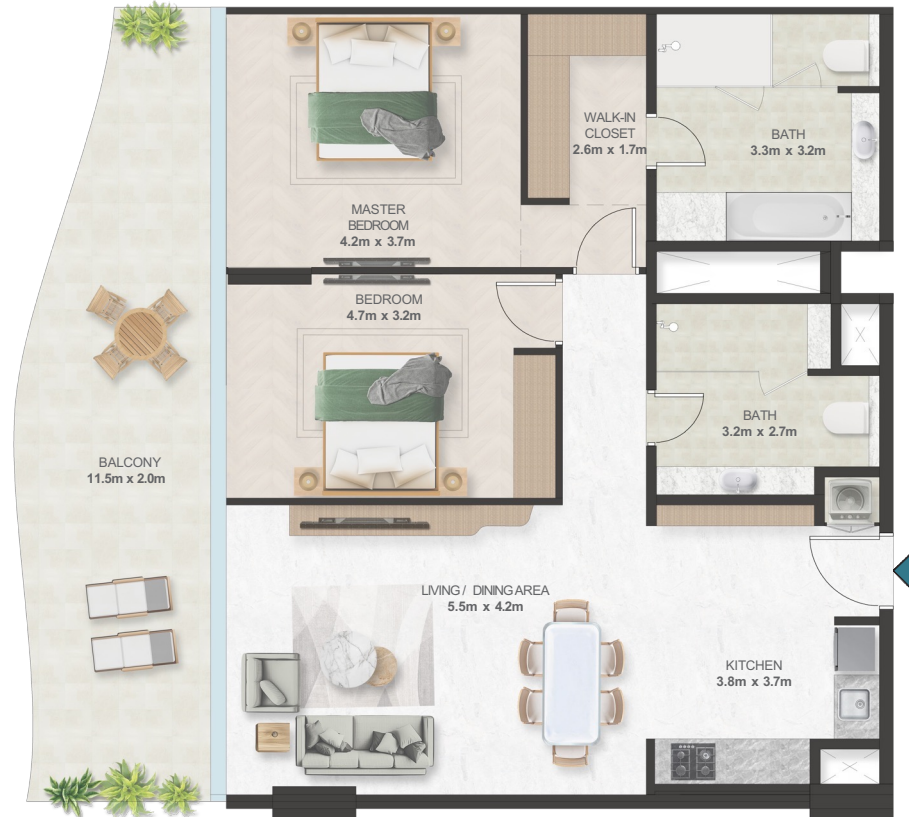 WALK-IN
CLOSET
2.6m x 1.7m
BATH
3.3m x 3.2m
MASTER
BEDROOM
4.2m x 3.7m
BEDROOM
4.7m x 3.2m
BATH
3.2m x 2.7m
BALCONY
11.5m x 2.0m
LIVING / DINING AREA
5.5m x 4.2m
KITCHEN
3.8m x 3.7m